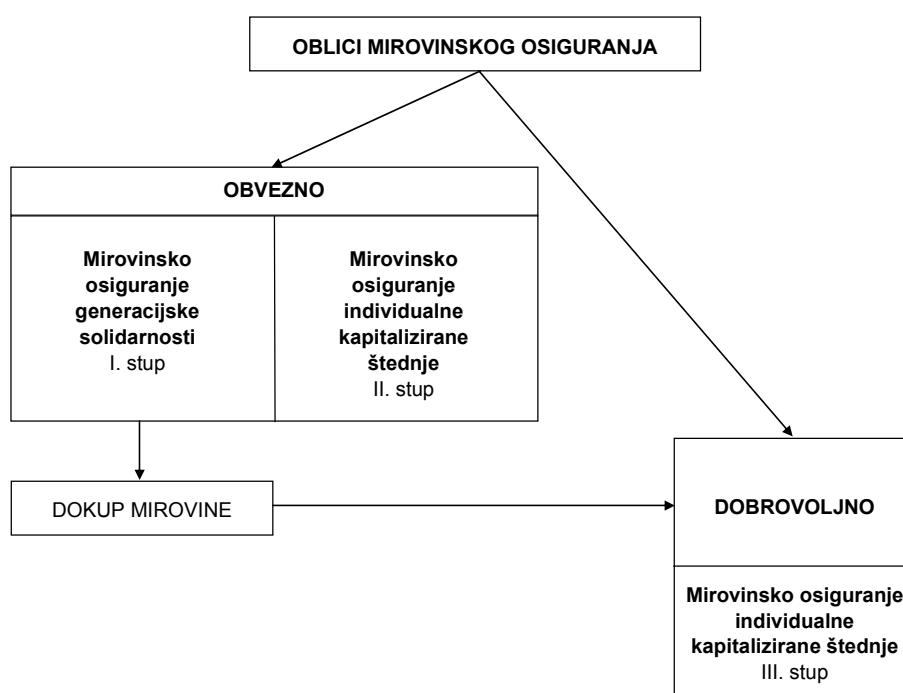 OBLICI MIROVINSKOG OSIGURANJA
OBVEZNO
Mirovinsko
osiguranje
generacijske
solidarnosti
I. stup
Mirovinsko
osiguranje
individualne
kapitalizirane
štednje
II. stup
DOKUP MIROVINE
DOBROVOLJNO
Mirovinsko osiguranje
individualne
kapitalizirane štednje
III. stup